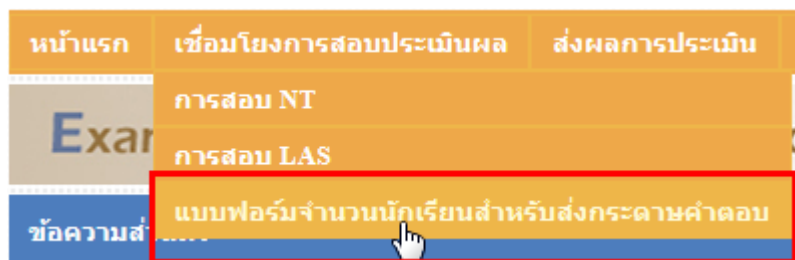 หน้าแรก เชื่อมโยงการสอบประเมินผล ส่งผลการประเมิน
การสอบ NT
Exar
การสอบ LAS
แบบฟอร์มจำนวนนักเรียนสำหรับส่งกระดาษคำตอบ